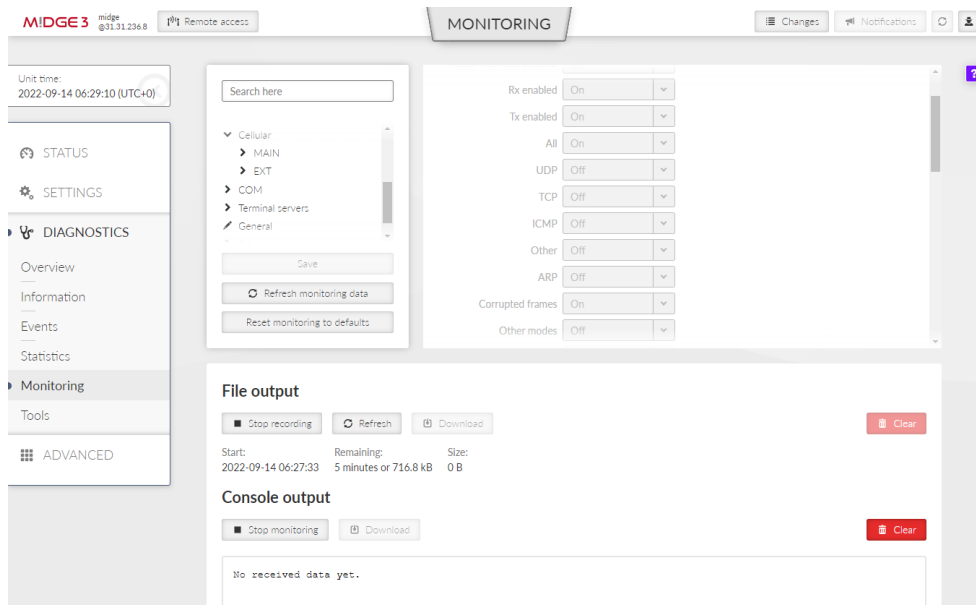 M!DGE 3
midge
@31.31.236.8
Remote access
MONITORING
Changes
Notifications
Unit time:
2022-09-14 06:29:10 (UTC+0)
STATUS
SETTINGS
DIAGNOSTICS
Overview
Information
Events
Statistics
Monitoring
Tools
ADVANCED
Search here
Cellular
MAIN
EXT
COM
Terminal servers
General
Save
Refresh monitoring data
Reset monitoring to defaults
Rx enabled On
Tx enabled On
All On
UDP Off
TCP Off
ICMP Off
Other Off
ARP Off
Corrupted frames On
Other modes Off
?
File output
Stop recording
Refresh
Download
Clear
Start: Remaining: Size:
2022-09-14 06:27:33 5 minutes or 716.8 kB 0 B
Console output
Stop monitoring
Download
Clear
No received data yet.